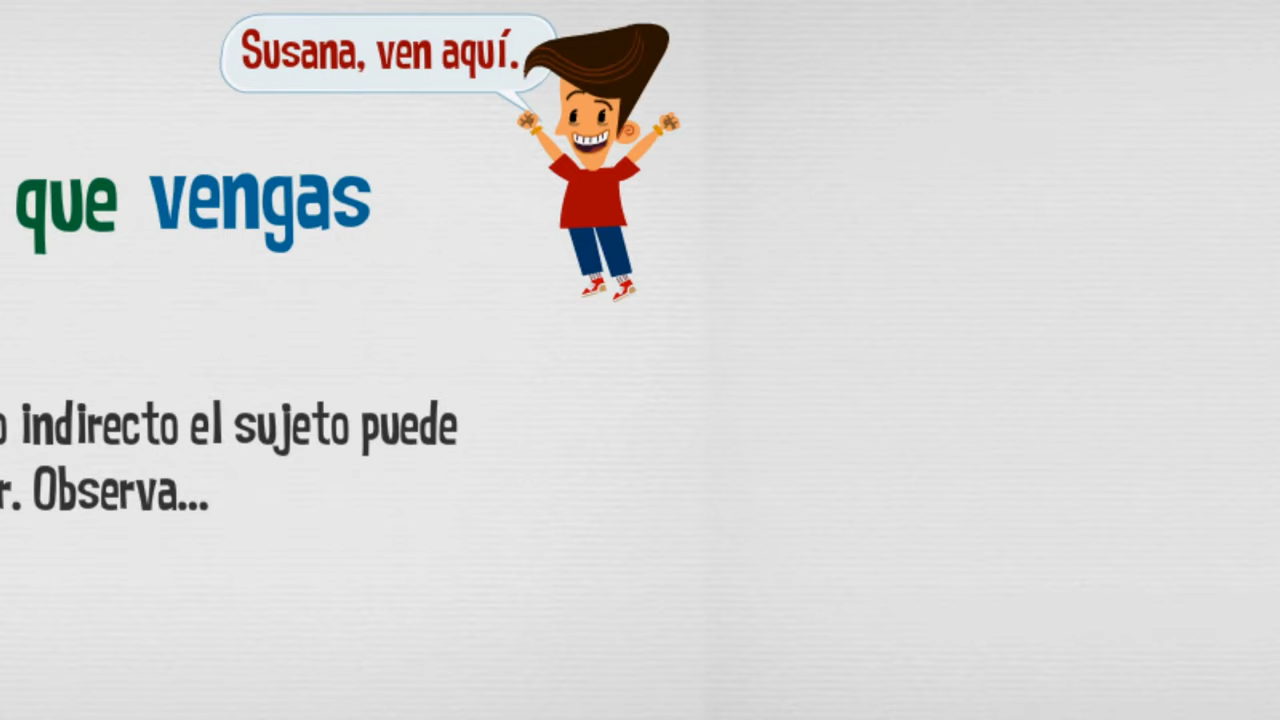 Susana, ven aquí.
que vengas
o indirecto el sujeto puede
r. Observa...